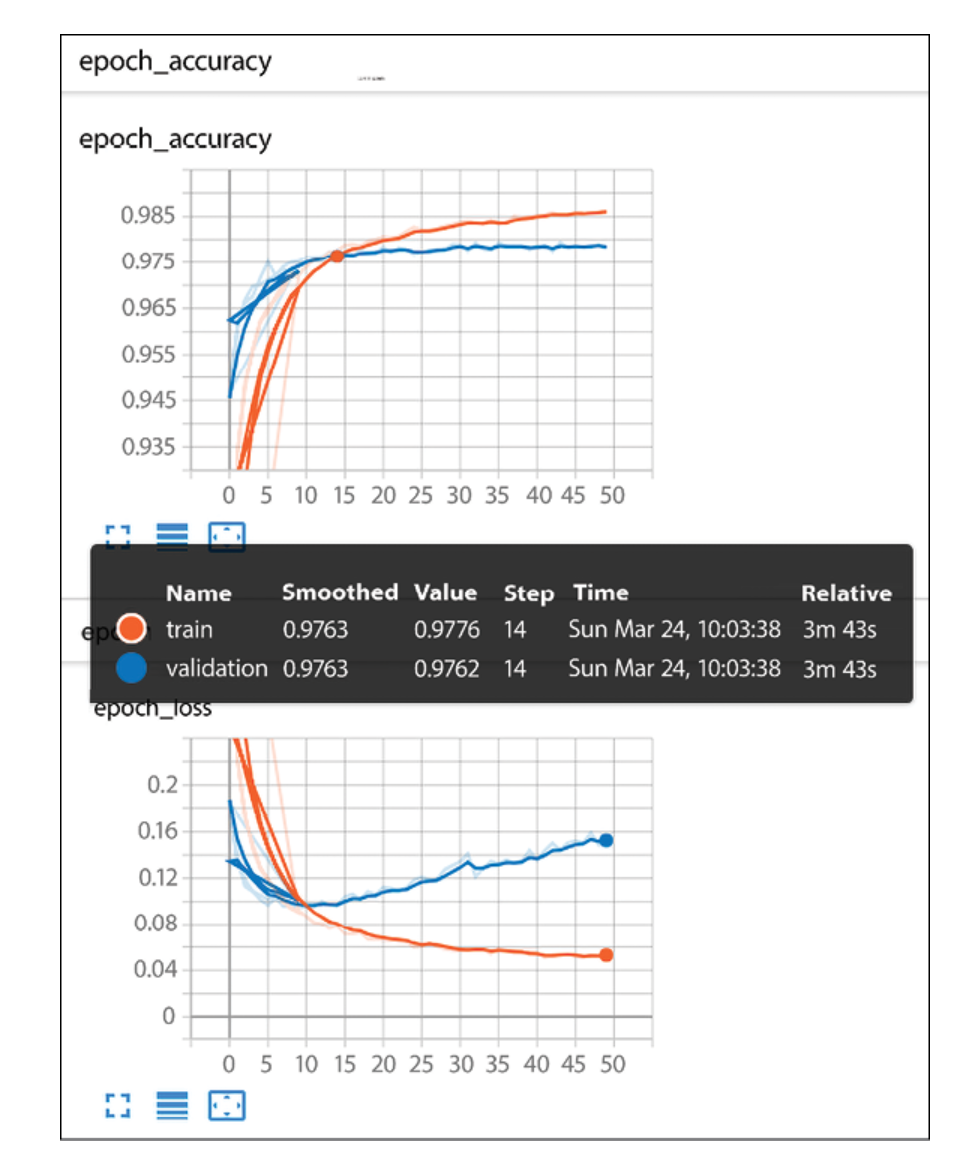 epoch_accuracy
epoch_accuracy
0.985
0.975
0.965
0.955
0.945
0.935
0 5 10 15 20 25 30 35 40 45 50
Name Smoothed Value Step Time Relative
train 0.9763 0.9776 14 Sun Mar 24, 10:03:38 3m 43s
validation 0.9763 0.9762 14 Sun Mar 24, 10:03:38 3m 43s
epoch_loss
0.2
0.16
0.12
0.08
0.04
0
0 5 10 15 20 25 30 35 40 45 50